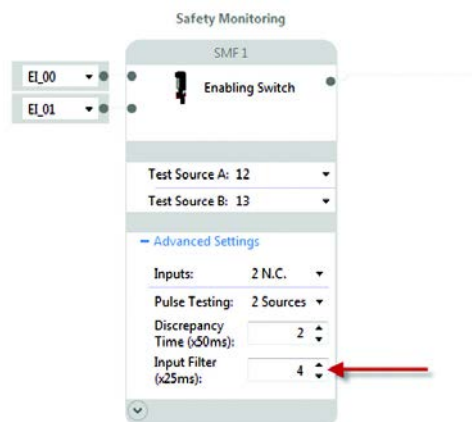 Safety Monitoring
SMF 1
EI_00
Enabling Switch
EI_01
Test Source A: 12
Test Source B: 13
Advanced Settings
Inputs: 2 N.C.
Pulse Testing: 2 Sources
Discrepancy
Time (x50ms): 2
Input Filter
(x25ms): 4